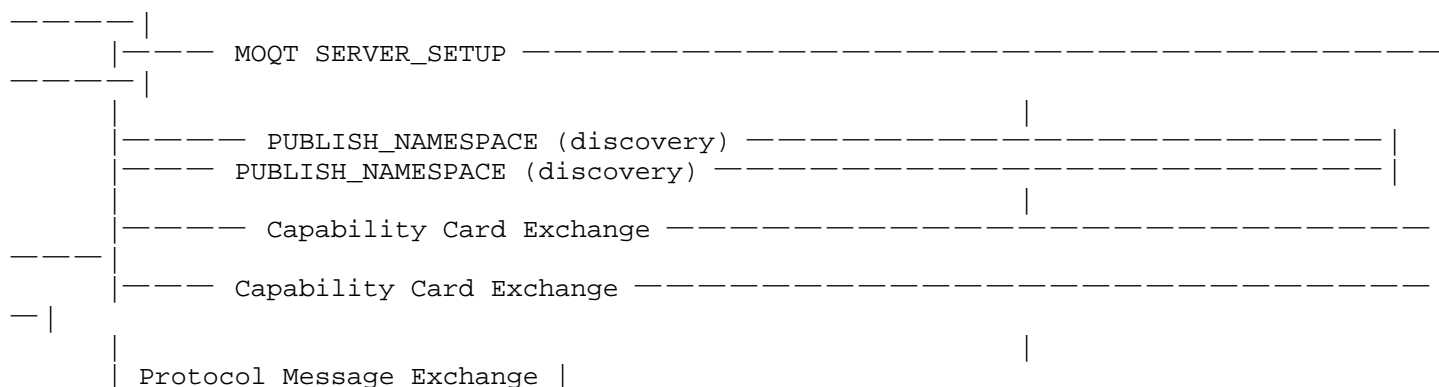 ————|
|——— MOQT SERVER_SETUP —————————————————————————————
————|
| |
|———— PUBLISH_NAMESPACE (discovery) ————————————————————|
|——— PUBLISH_NAMESPACE (discovery) —————————————————————|
| |
|———— Capability Card Exchange ————————————————————————
———|
|——— Capability Card Exchange —————————————————————————
—|
| |
| Protocol Message Exchange |